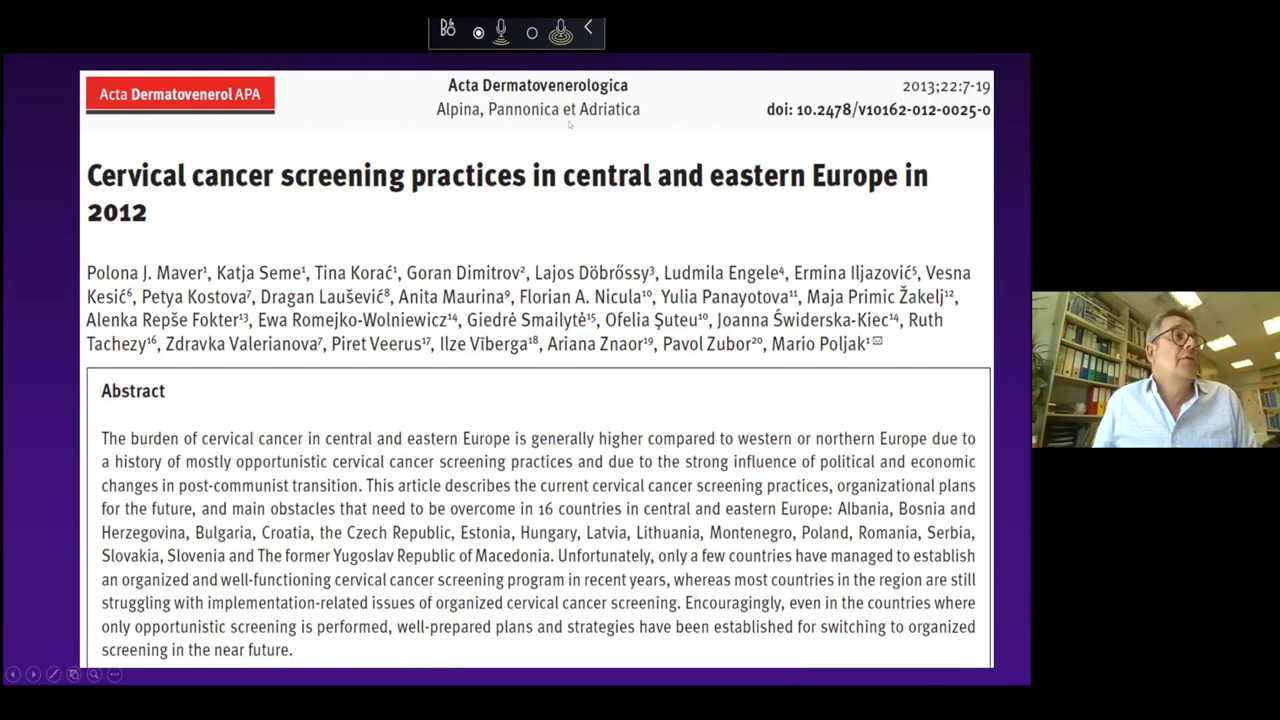 Acta Dermatovenerol APA
Acta Dermatovenerologica
Alpina, Pannonica et Adriatica
2013;22:7-19
doi: 10.2478/v10162-012-0025-0
Cervical cancer screening practices in central and eastern Europe in
2012
Polona J. Maver¹, Katja Seme¹, Tina Korać¹, Goran Dimitrov², Lajos Döbrőssy³, Ludmila Engele⁴, Ermina Iljazović⁵, Vesna
Kesić⁶, Petya Kostova⁷, Dragan Laušević⁸, Anita Maurina⁹, Florian A. Nicula¹⁰, Yulia Panayotova¹¹, Maja Primic Žakelj¹²,
Alenka Repše Fokter¹³, Ewa Romejko-Wolniewicz¹⁴, Giedrė Smailytė¹⁵, Ofelia Şuteu¹⁰, Joanna Świderska-Kiec¹⁴, Ruth
Tachezy¹⁶, Zdravka Valerianova⁷, Piret Veerus¹⁷, Ilze Vīberga¹⁸, Ariana Znaor¹⁹, Pavol Zubor²⁰, Mario Poljak¹✉
Abstract
The burden of cervical cancer in central and eastern Europe is generally higher compared to western or northern Europe due to
a history of mostly opportunistic cervical cancer screening practices and due to the strong influence of political and economic
changes in post-communist transition. This article describes the current cervical cancer screening practices, organizational plans
for the future, and main obstacles that need to be overcome in 16 countries in central and eastern Europe: Albania, Bosnia and
Herzegovina, Bulgaria, Croatia, the Czech Republic, Estonia, Hungary, Latvia, Lithuania, Montenegro, Poland, Romania, Serbia,
Slovakia, Slovenia and The former Yugoslav Republic of Macedonia. Unfortunately, only a few countries have managed to establish
an organized and well-functioning cervical cancer screening program in recent years, whereas most countries in the region are still
struggling with implementation-related issues of organized cervical cancer screening. Encouragingly, even in the countries where
only opportunistic screening is performed, well-prepared plans and strategies have been established for switching to organized
screening in the near future.